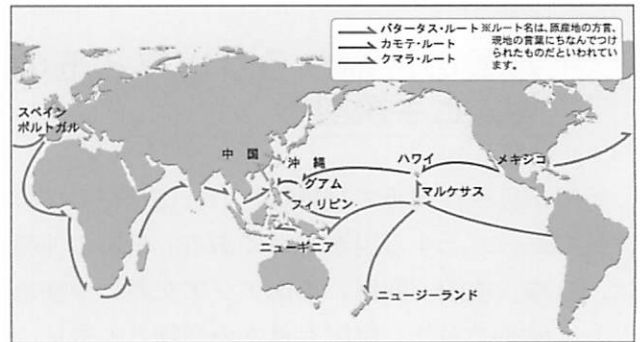 バタータス・ルート
カモテ・ルート
クマラ・ルート
※ルート名は、原産地の方言、
現地の言葉にちなんでつけ
られたものだといわれてい
ます。
スペイン
ポルトガル
中国
沖縄
グアム
フィリピン
ハワイ
メキシコ
マルケサス
ニューギニア
ニュージーランド